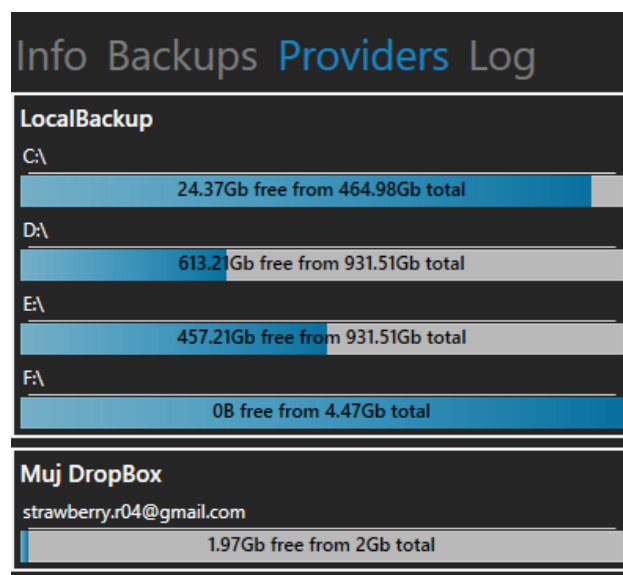 Info Backups Providers Log
LocalBackup
C:\
24.37Gb free from 464.98Gb total
D:\
613.21Gb free from 931.51Gb total
E:\
457.21Gb free from 931.51Gb total
F:\
0B free from 4.47Gb total
Muj DropBox
strawberry.r04@gmail.com
1.97Gb free from 2Gb total